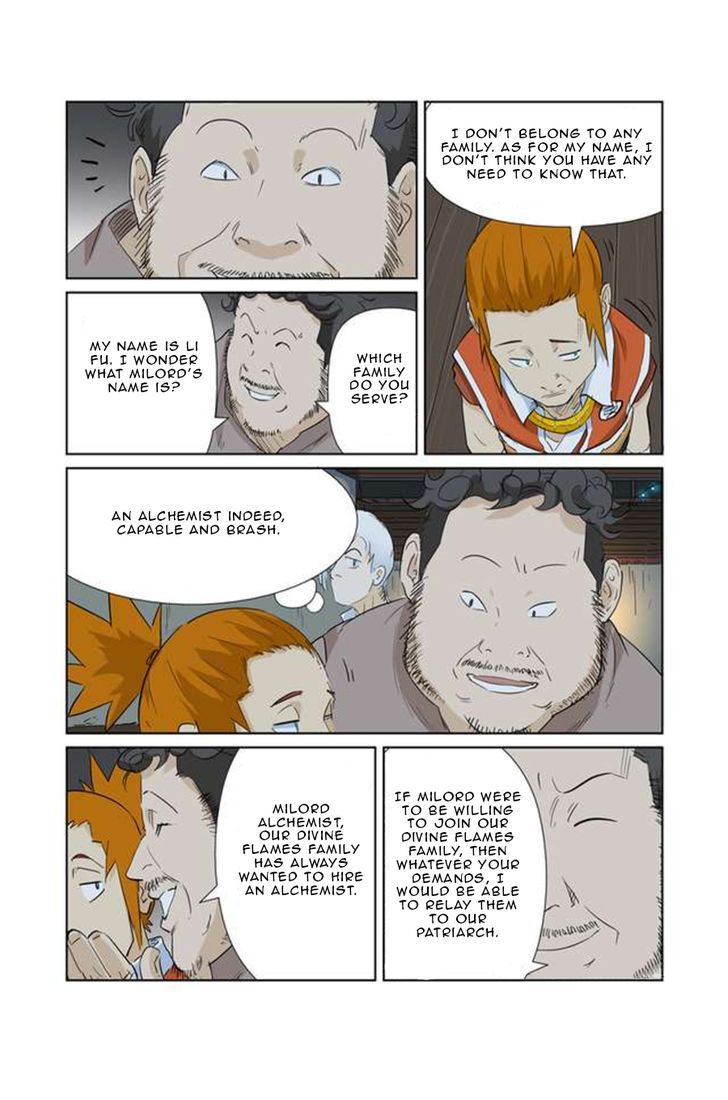 MY NAME IS LI
FU. I WONDER
WHAT MILORD'S
NAME IS?
WHICH
FAMILY
DO YOU
SERVE?
I DON'T BELONG TO ANY
FAMILY. AS FOR MY NAME, I
DON'T THINK YOU HAVE ANY
NEED TO KNOW THAT.
AN ALCHEMIST INDEED,
CAPABLE AND BRASH.
MILORD
ALCHEMIST,
OUR DIVINE
FLAMES FAMILY
HAS ALWAYS
WANTED TO HIRE
AN ALCHEMIST.
IF MILORD WERE
TO BE WILLING
TO JOIN OUR
DIVINE FLAMES
FAMILY, THEN
WHATEVER YOUR
DEMANDS, I
WOULD BE ABLE
TO RELAY THEM
TO OUR
PATRIARCH.